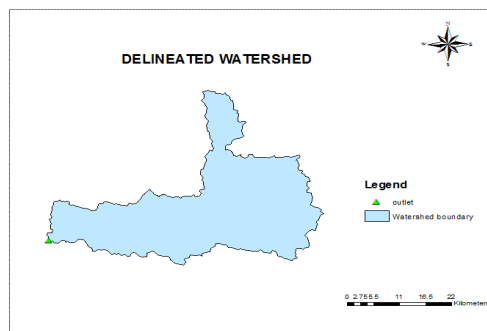 N
W E
S
DELINEATED WATERSHED
Legend
outlet
Watershed boundary
0 2.75 5.5 11 16.5 22
Kilometers